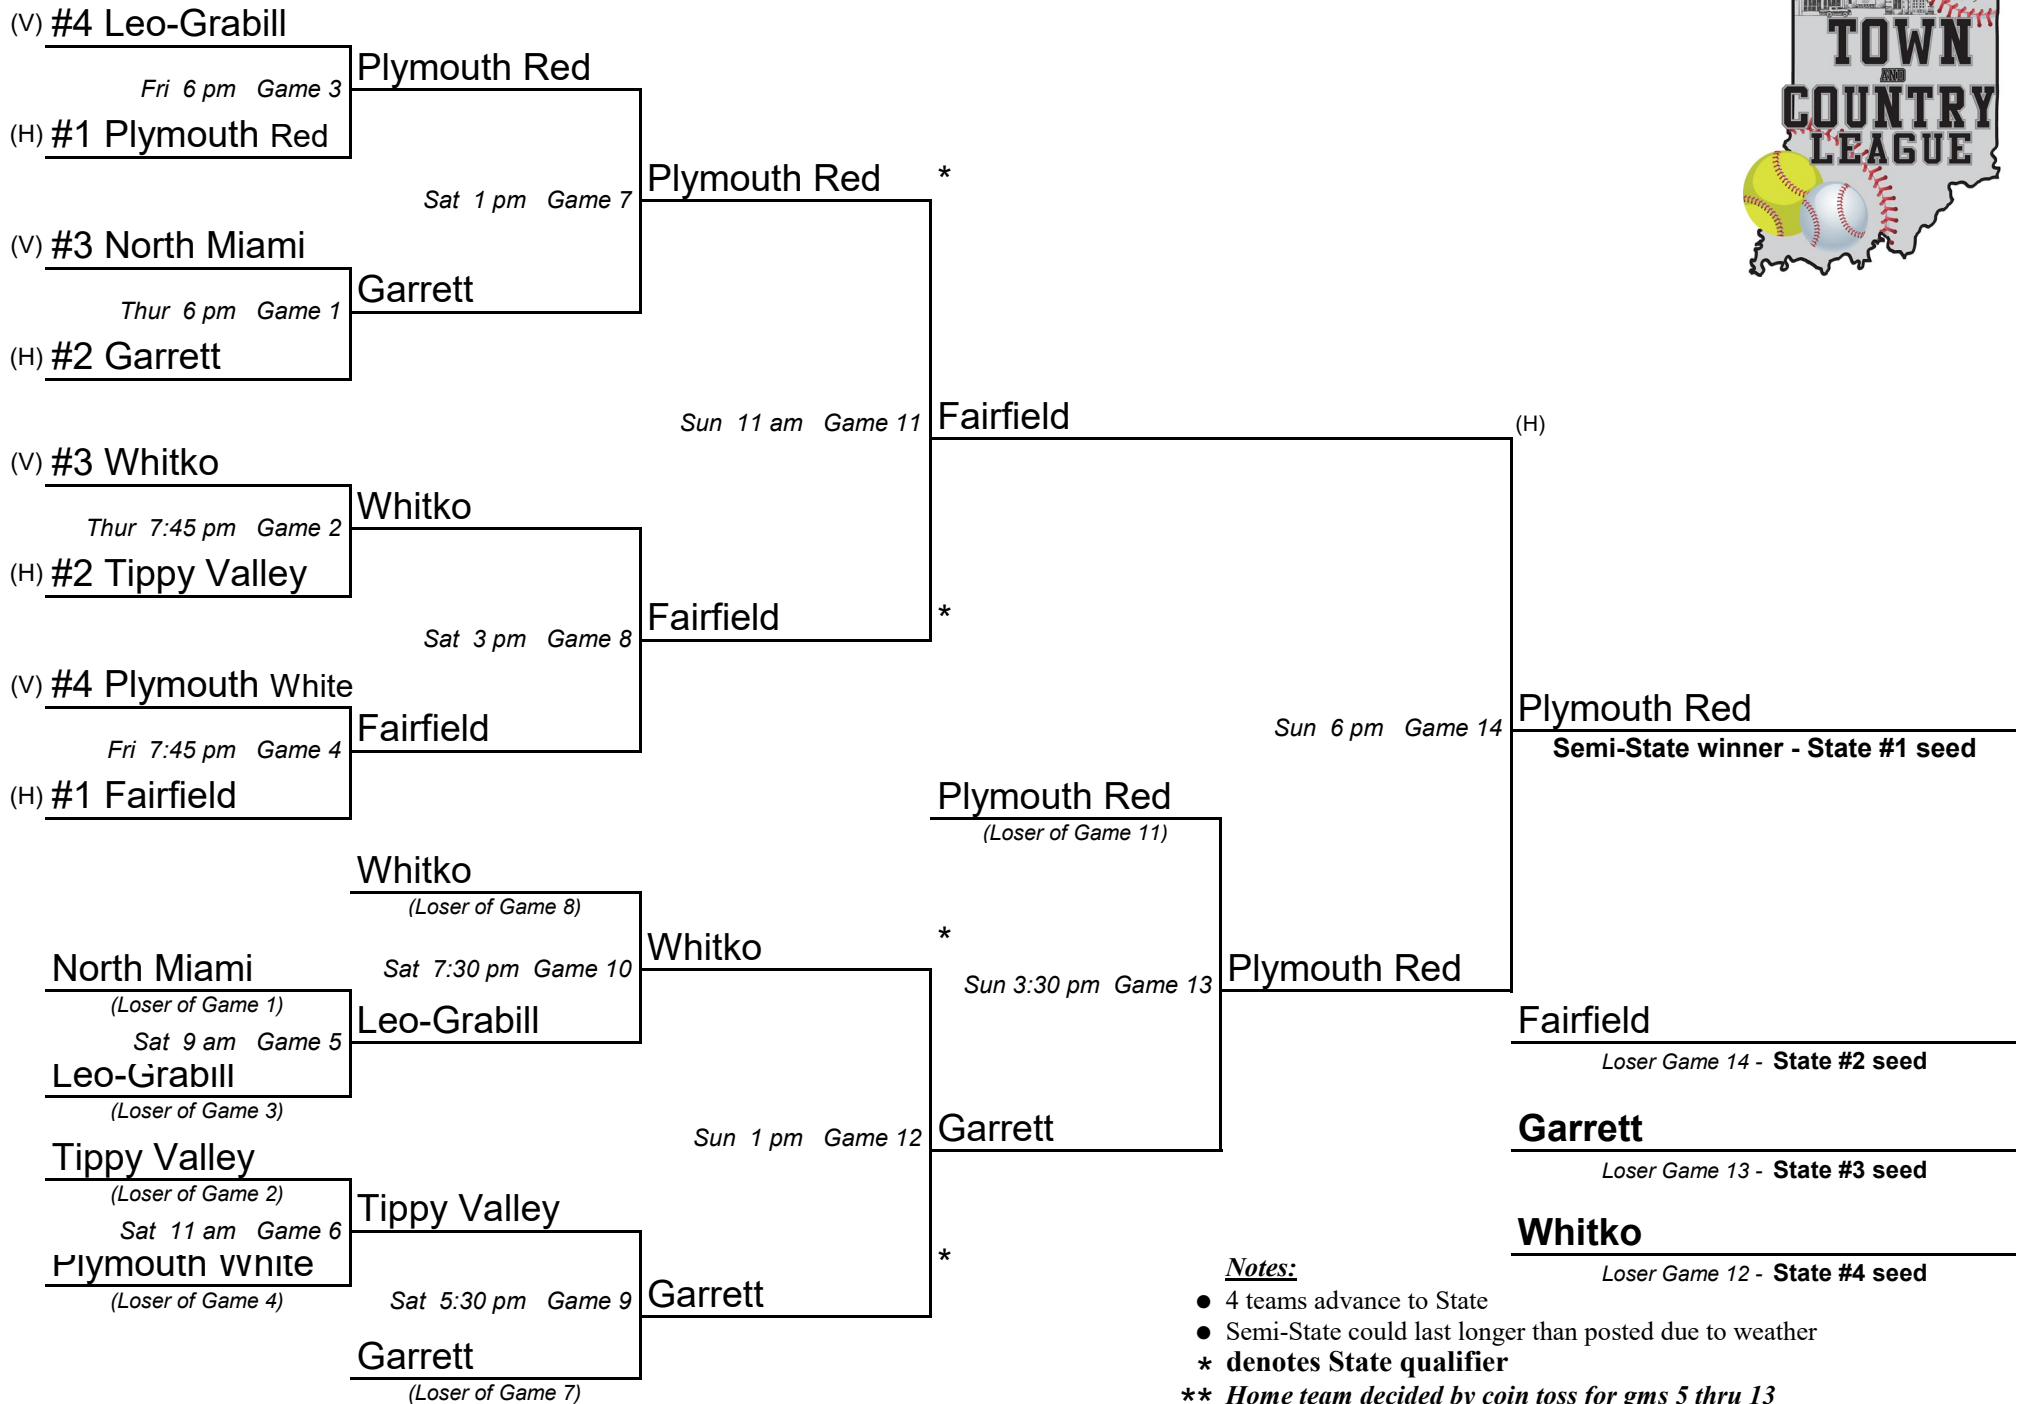 (V) #4 Leo-Grabill
Fri 6 pm Game 3
(H) #1 Plymouth Red
Plymouth Red
(V) #3 North Miami
Thur 6 pm Game 1
(H) #2 Garrett
Garrett
Sat 1 pm Game 7
Plymouth Red *
(V) #3 Whitko
Thur 7:45 pm Game 2
(H) #2 Tippy Valley
Whitko
(V) #4 Plymouth White
Fri 7:45 pm Game 4
(H) #1 Fairfield
Fairfield
Sat 3 pm Game 8
Fairfield *
Sun 11 am Game 11
Fairfield (H)
TOWN
AND
COUNTRY
LEAGUE
Sun 6 pm Game 14
Plymouth Red
Semi-State winner - State #1 seed
Plymouth Red
(Loser of Game 11)
Whitko
(Loser of Game 8)
Sat 7:30 pm Game 10
North Miami
(Loser of Game 1)
Sat 9 am Game 5
Leo-Grabill
(Loser of Game 3)
Leo-Grabill
Whitko *
Sun 3:30 pm Game 13
Plymouth Red
Tippy Valley
(Loser of Game 2)
Sat 11 am Game 6
Plymouth White
(Loser of Game 4)
Tippy Valley
Sat 5:30 pm Game 9
Garrett
(Loser of Game 7)
Garrett *
Sun 1 pm Game 12
Garrett
Fairfield
Loser Game 14 - State #2 seed
Garrett
Loser Game 13 - State #3 seed
Whitko
Loser Game 12 - State #4 seed
Notes:
● 4 teams advance to State
● Semi-State could last longer than posted due to weather
* denotes State qualifier
** Home team decided by coin toss for gms 5 thru 13